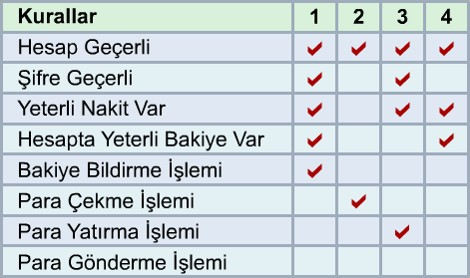 Kurallar 1 2 3 4
Hesap Geçerli ✓ ✓ ✓ ✓
Şifre Geçerli ✓ ✓
Yeterli Nakit Var ✓ ✓ ✓
Hesapta Yeterli Bakiye Var ✓ ✓
Bakiye Bildirme İşlemi ✓
Para Çekme İşlemi ✓
Para Yatırma İşlemi ✓
Para Gönderme İşlemi